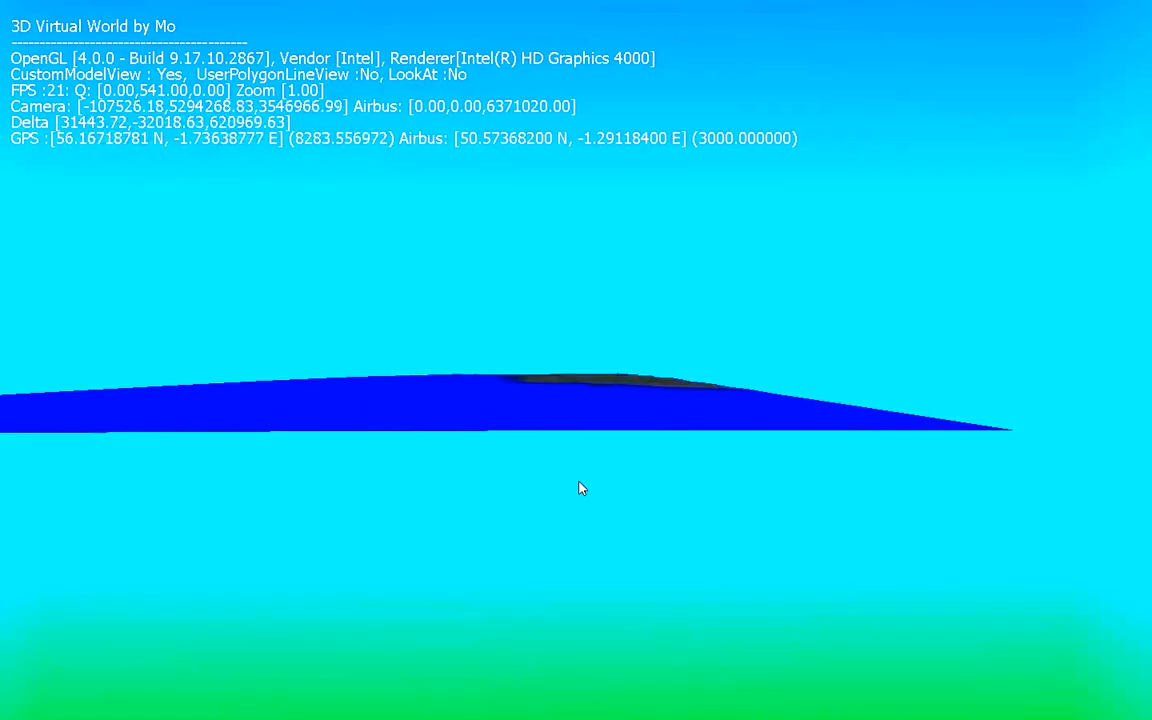 3D Virtual World by Mo
------------------------------------------
OpenGL [4.0.0 - Build 9.17.10.2867], Vendor [Intel], Renderer[Intel(R) HD Graphics 4000]
CustomModelView : Yes,  UserPolygonLineView :No, LookAt :No
FPS :21: Q: [0.00,541.00,0.00] Zoom [1.00]
Camera: [-107526.18,5294268.83,3546966.99] Airbus: [0.00,0.00,6371020.00]
Delta [31443.72,-32018.63,620969.63]
GPS :[56.16718781 N, -1.73638777 E] (8283.556972) Airbus: [50.57368200 N, -1.29118400 E] (3000.000000)